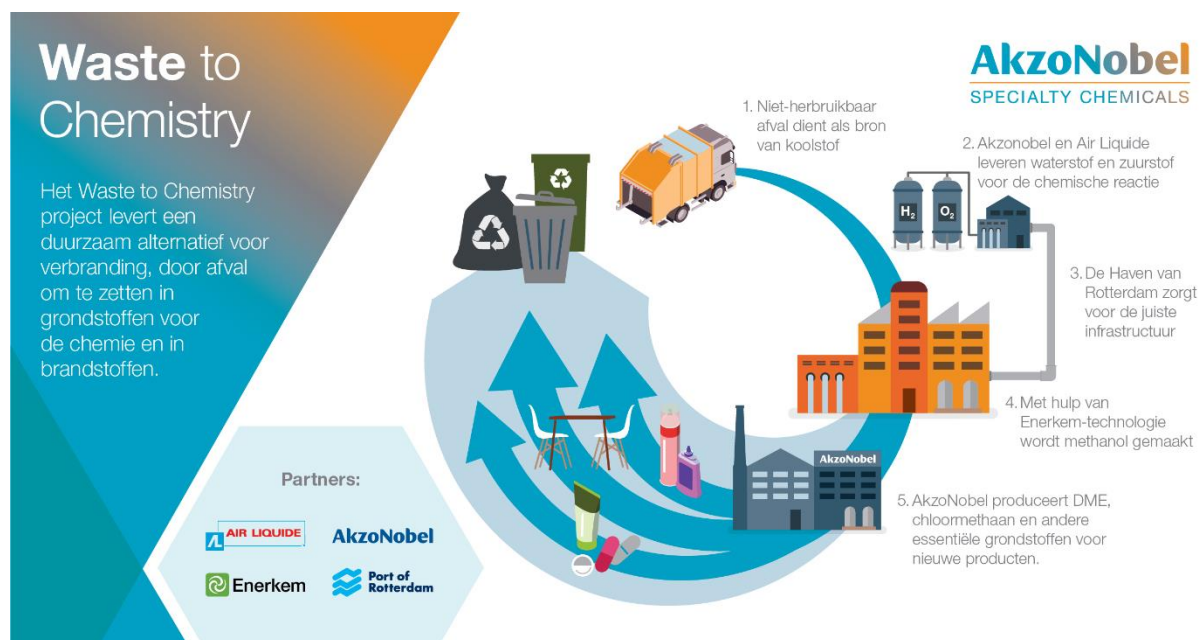 Waste to
Chemistry
Het Waste to Chemistry
project levert een
duurzaam alternatief voor
verbranding, door afval
om te zetten in
grondstoffen voor
de chemie en in
brandstoffen.
Partners:
AIR LIQUIDE
AkzoNobel
Enerkem
Port of
Rotterdam
AkzoNobel
SPECIALTY CHEMICALS
1. Niet-herbruikbaar
afval dient als bron
van koolstof
2. Akzonobel en Air Liquide
leveren waterstof en zuurstof
voor de chemische reactie
H₂
O₂
3. De Haven van
Rotterdam zorgt
voor de juiste
infrastructuur
4. Met hulp van
Enerkem-technologie
wordt methanol gemaakt
AkzoNobel
5. AkzoNobel produceert DME,
chloormethaan en andere
essentiële grondstoffen voor
nieuwe producten.